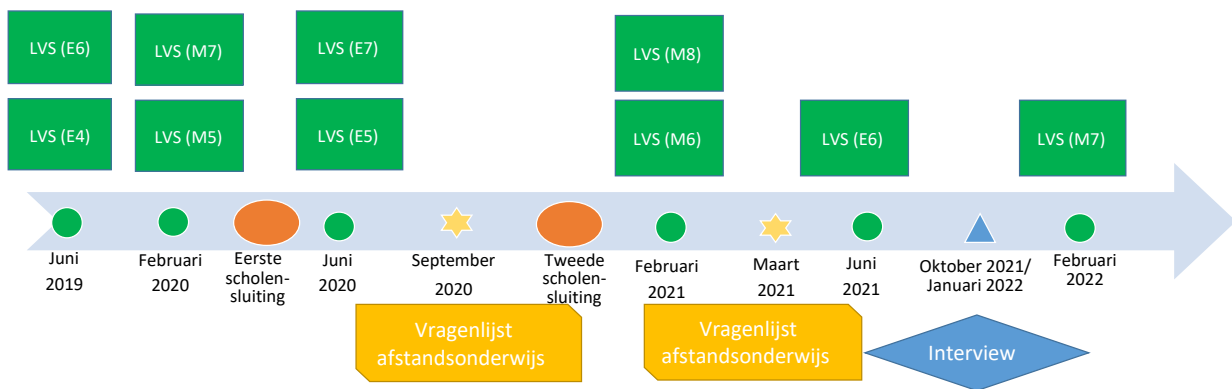 LVS (E6)
LVS (M7)
LVS (E7)
LVS (M8)
LVS (E4)
LVS (M5)
LVS (E5)
LVS (M6)
LVS (E6)
LVS (M7)
Juni
2019
Februari
2020
Eerste
scholen-
sluiting
Juni
2020
September
2020
Tweede
scholen-
sluiting
Februari
2021
Maart
2021
Juni
2021
Oktober 2021/
Januari 2022
Februari
2022
Vragenlijst
afstandsonderwijs
Vragenlijst
afstandsonderwijs
Interview